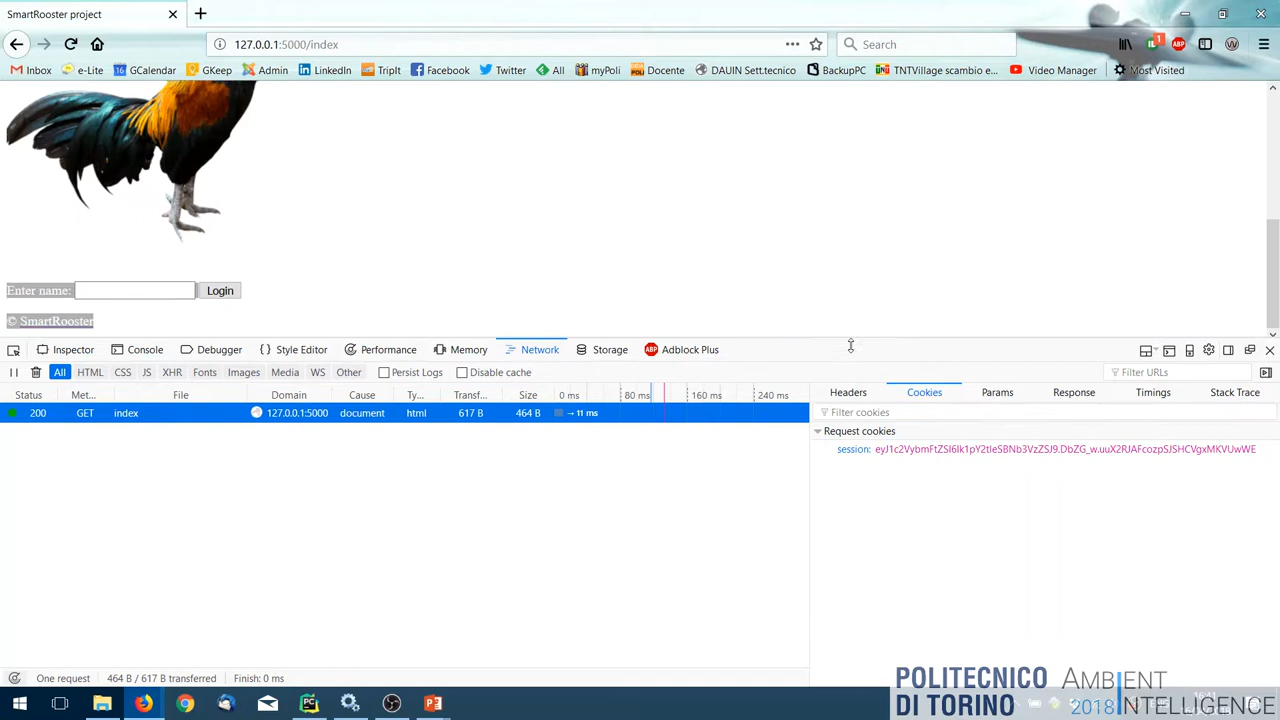 SmartRooster project
127.0.0.1:5000/index
Search
1
ABP
W
Inbox e-Lite 16 GCalendar GKeep Admin LinkedIn TripIt Facebook Twitter All myPoli Docente DAUIN Sett.tecnico BackupPC TNTVillage scambio e... Video Manager Most Visited
Enter name: Login
© SmartRooster
Inspector Console Debugger Style Editor Performance Memory Network Storage ABP Adblock Plus
All HTML CSS JS XHR Fonts Images Media WS Other Persist Logs Disable cache Filter URLs
Status Met... File Domain Cause Ty... Transf... Size 0 ms 80 ms 160 ms 240 ms Headers Cookies Params Response Timings Stack Trace
200 GET index 127.0.0.1:5000 document html 617 B 464 B → 11 ms Filter cookies
Request cookies
One request 464 B / 617 B transferred Finish: 0 ms
session:
POLITECNICO
DI TORINO
AMBIENT
2018 INTELLIGENCE
16:41